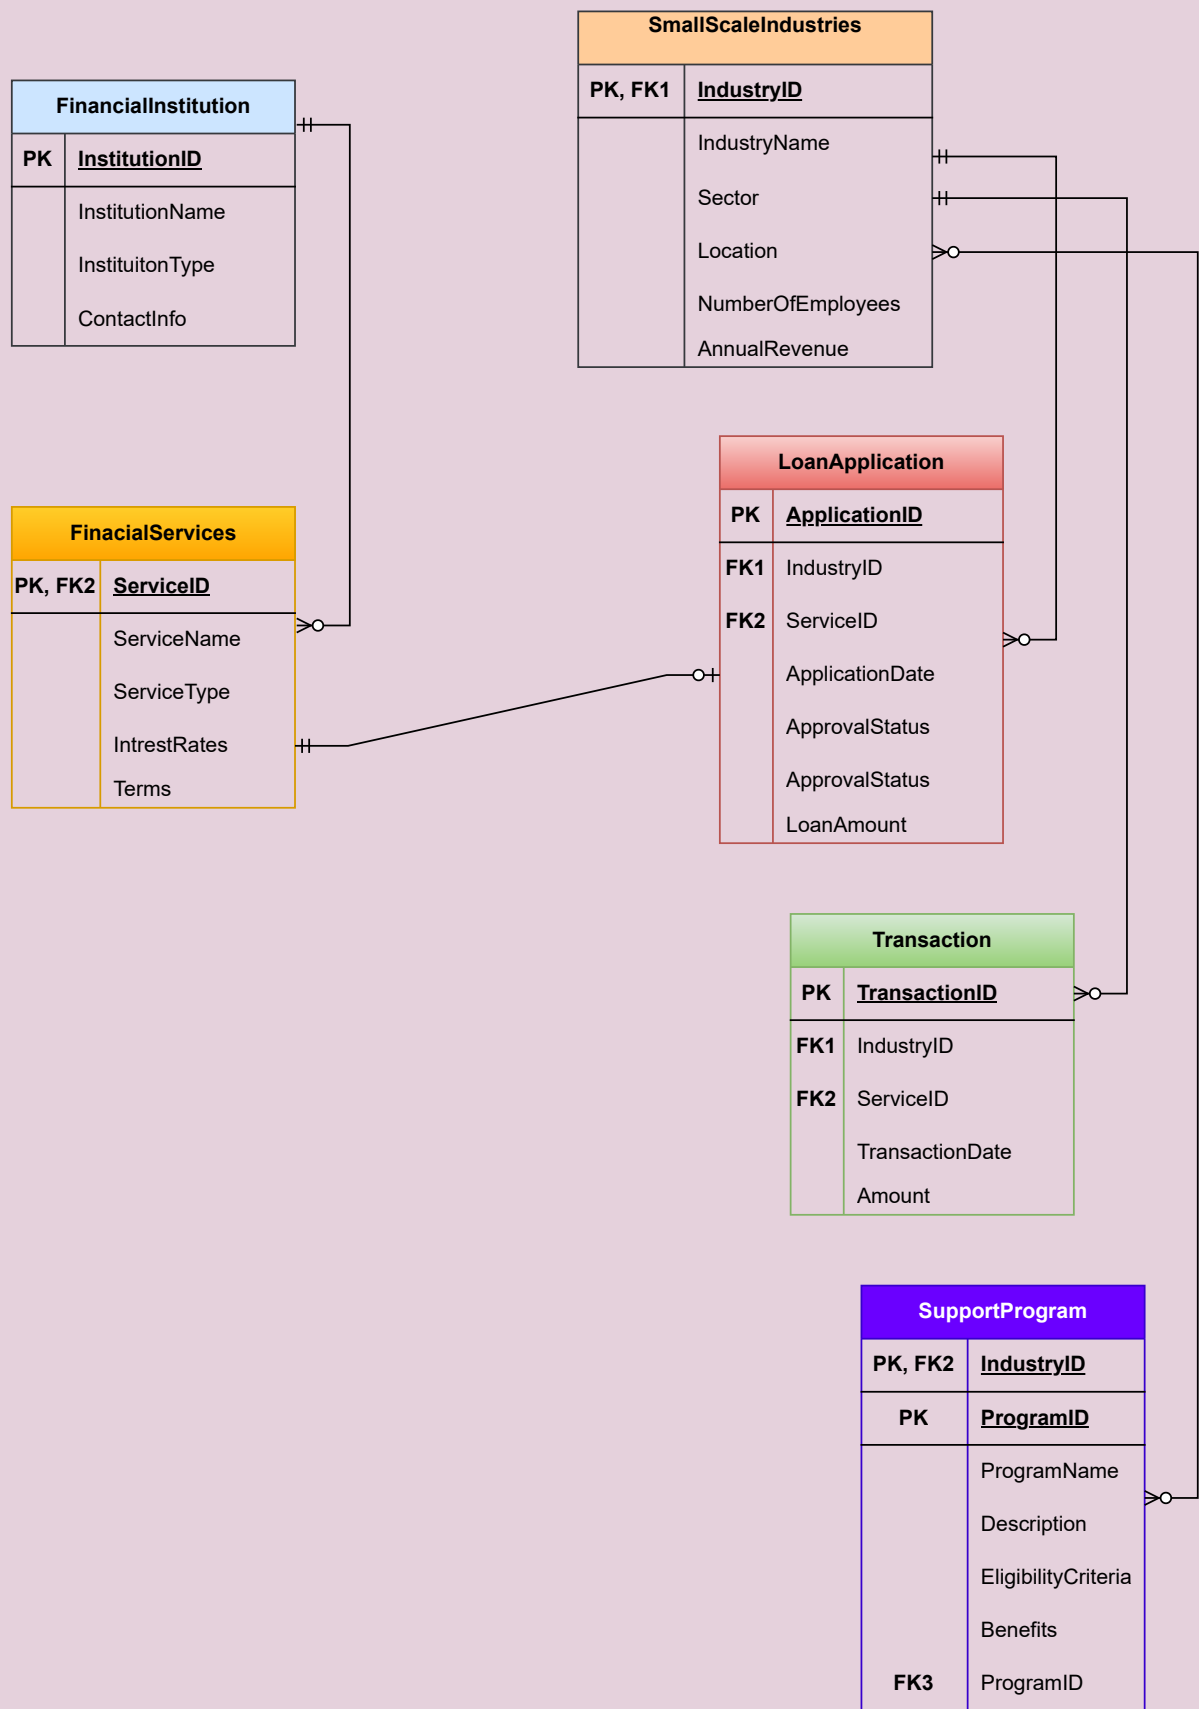 SmallScaleIndustries
PK, FK1 IndustryID
IndustryName
Sector
Location
NumberOfEmployees
AnnualRevenue
FinancialInstitution
PK InstitutionID
InstitutionName
InstituitonType
ContactInfo
LoanApplication
PK ApplicationID
FK1 IndustryID
FK2 ServiceID
ApplicationDate
ApprovalStatus
ApprovalStatus
LoanAmount
FinacialServices
PK, FK2 ServiceID
ServiceName
ServiceType
IntrestRates
Terms
Transaction
PK TransactionID
FK1 IndustryID
FK2 ServiceID
TransactionDate
Amount
SupportProgram
PK, FK2 IndustryID
PK ProgramID
ProgramName
Description
EligibilityCriteria
Benefits
FK3 ProgramID